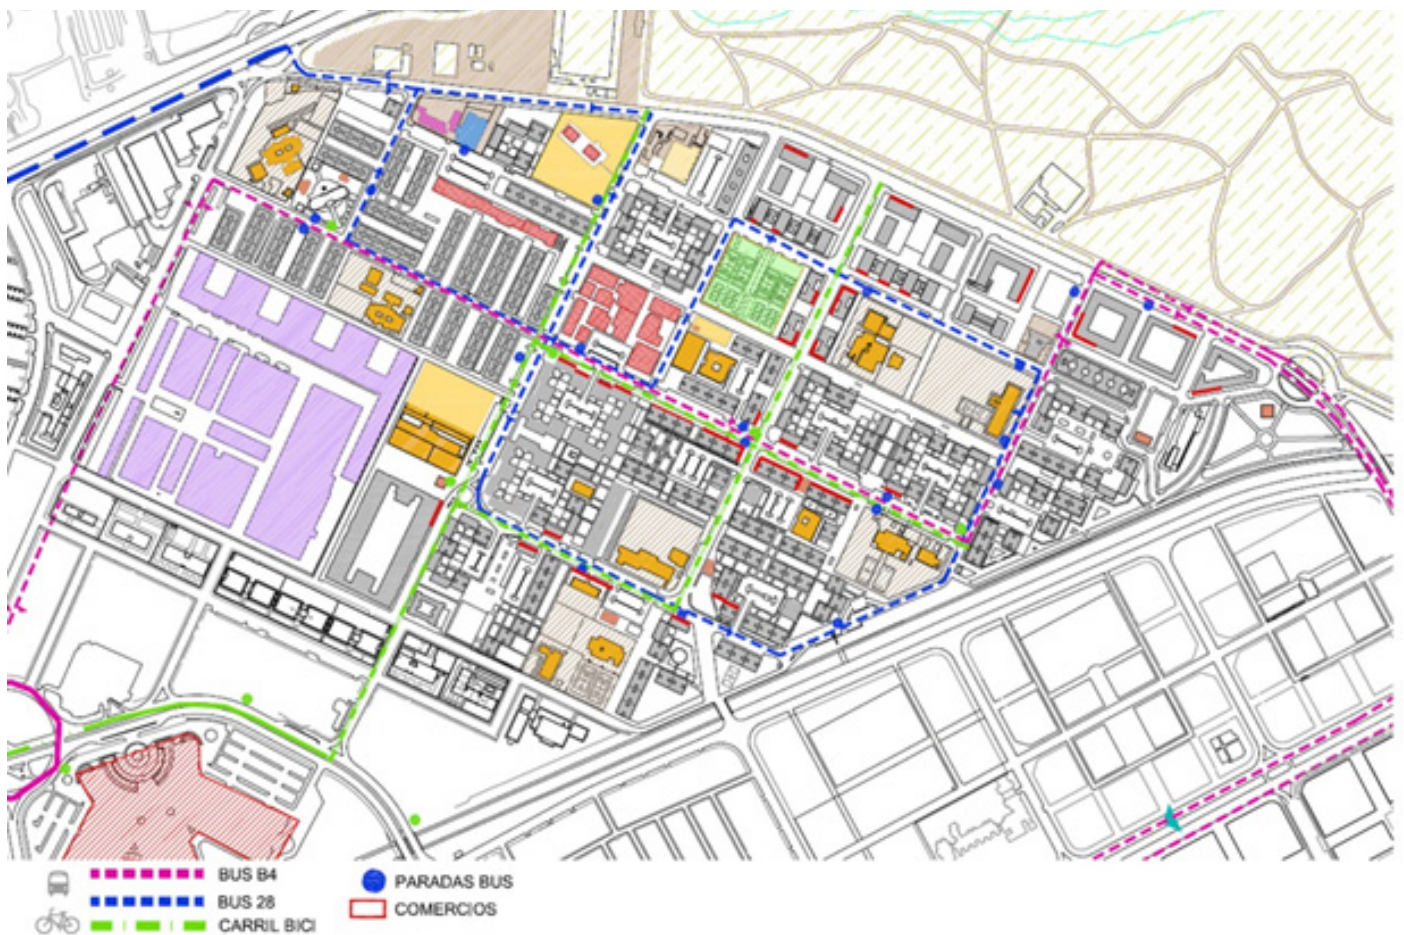 BUS B4
BUS 28
CARRIL BICI
PARADAS BUS
COMERCIOS